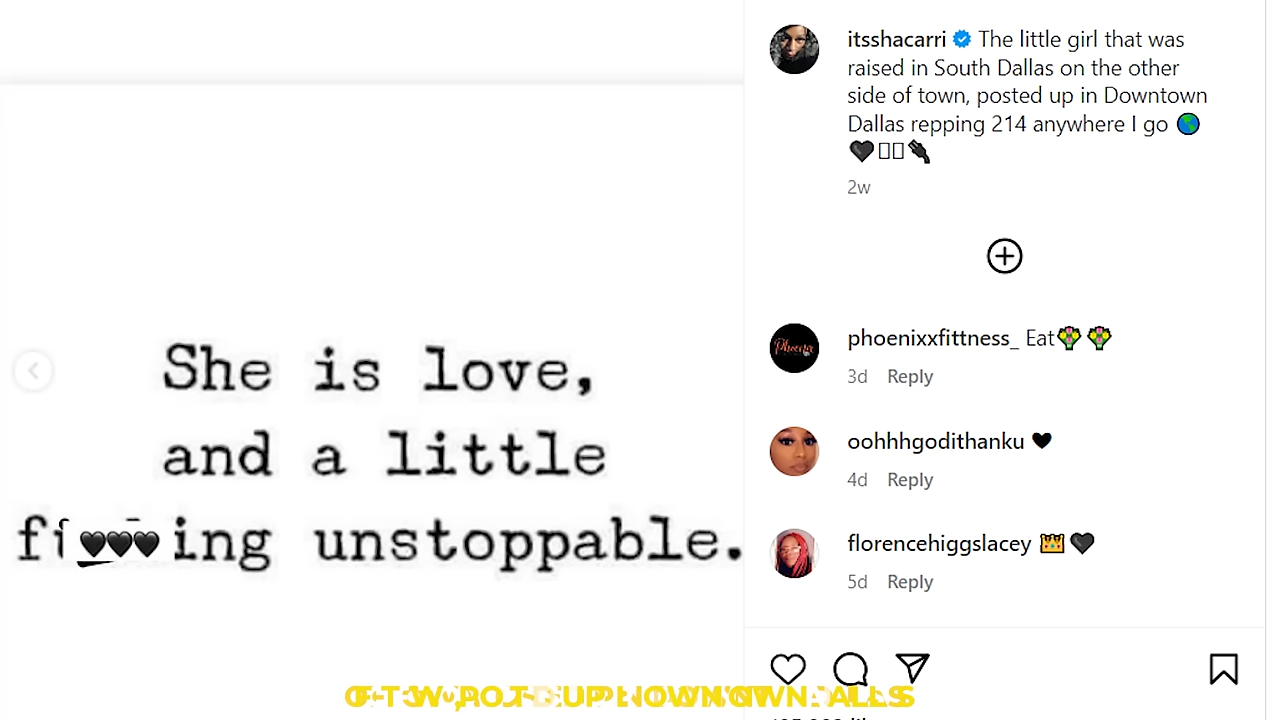 She is love,
and a little
ing unstoppable.
itsshacarri The little girl that was
raised in South Dallas on the other
side of town, posted up in Downtown
Dallas repping 214 anywhere I go 🌎
🖤
2w
phoenixxfittness_ Eat💐💐
3d Reply
oohhhgodithanku 🖤
4d Reply
florencehiggslacey 👑🖤
5d Reply